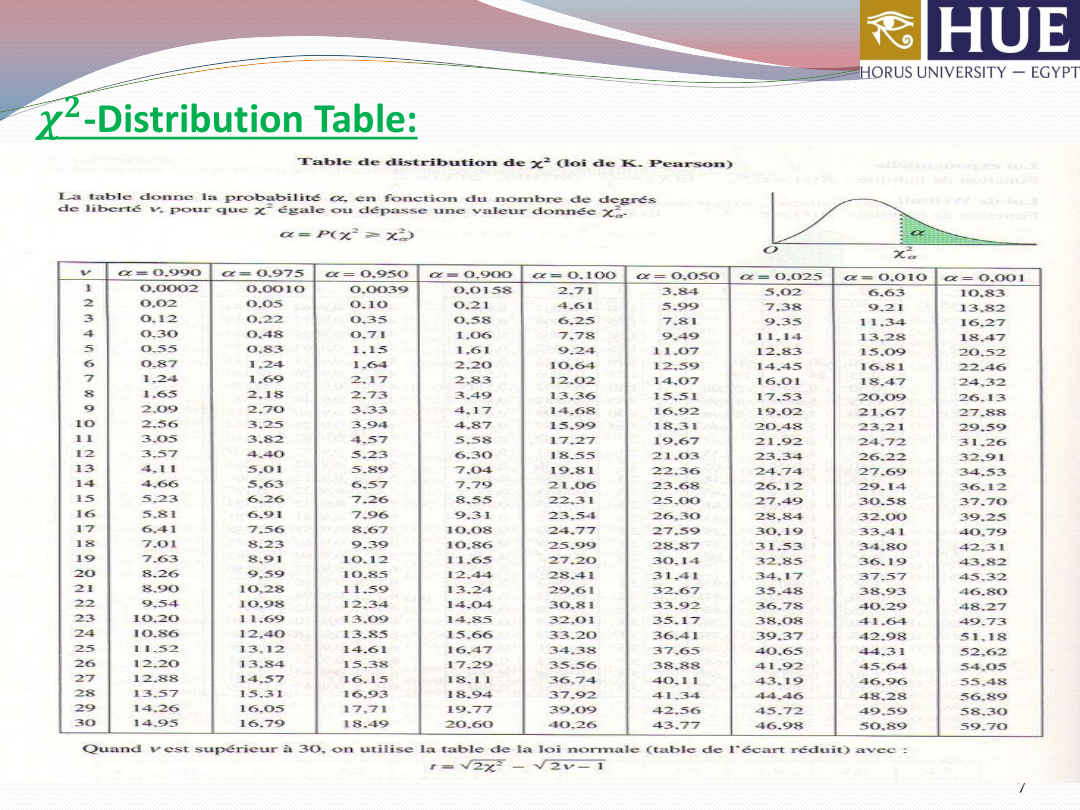 HUE
HORUS UNIVERSITY — EGYPT
χ²-Distribution Table:
Table de distribution de χ² (loi de K. Pearson)
La table donne la probabilité α, en fonction du nombre de degrés
de liberté ν, pour que χ² égale ou dépasse une valeur donnée χ²α.
α = P(χ² ⩾ χ²α)
α
O
χ²α
ν α = 0,990 α = 0,975 α = 0,950 α = 0,900 α = 0,100 α = 0,050 α = 0,025 α = 0,010 α = 0,001
1 0,0002 0,0010 0,0039 0,0158 2,71 3,84 5,02 6,63 10,83
2 0,02 0,05 0,10 0,21 4,61 5,99 7,38 9,21 13,82
3 0,12 0,22 0,35 0,58 6,25 7,81 9,35 11,34 16,27
4 0,30 0,48 0,71 1,06 7,78 9,49 11,14 13,28 18,47
5 0,55 0,83 1,15 1,61 9,24 11,07 12,83 15,09 20,52
6 0,87 1,24 1,64 2,20 10,64 12,59 14,45 16,81 22,46
7 1,24 1,69 2,17 2,83 12,02 14,07 16,01 18,47 24,32
8 1,65 2,18 2,73 3,49 13,36 15,51 17,53 20,09 26,13
9 2,09 2,70 3,33 4,17 14,68 16,92 19,02 21,67 27,88
10 2,56 3,25 3,94 4,87 15,99 18,31 20,48 23,21 29,59
11 3,05 3,82 4,57 5,58 17,27 19,67 21,92 24,72 31,26
12 3,57 4,40 5,23 6,30 18,55 21,03 23,34 26,22 32,91
13 4,11 5,01 5,89 7,04 19,81 22,36 24,74 27,69 34,53
14 4,66 5,63 6,57 7,79 21,06 23,68 26,12 29,14 36,12
15 5,23 6,26 7,26 8,55 22,31 25,00 27,49 30,58 37,70
16 5,81 6,91 7,96 9,31 23,54 26,30 28,84 32,00 39,25
17 6,41 7,56 8,67 10,08 24,77 27,59 30,19 33,41 40,79
18 7,01 8,23 9,39 10,86 25,99 28,87 31,53 34,80 42,31
19 7,63 8,91 10,12 11,65 27,20 30,14 32,85 36,19 43,82
20 8,26 9,59 10,85 12,44 28,41 31,41 34,17 37,57 45,32
21 8,90 10,28 11,59 13,24 29,61 32,67 35,48 38,93 46,80
22 9,54 10,98 12,34 14,04 30,81 33,92 36,78 40,29 48,27
23 10,20 11,69 13,09 14,85 32,01 35,17 38,08 41,64 49,73
24 10,86 12,40 13,85 15,66 33,20 36,41 39,37 42,98 51,18
25 11,52 13,12 14,61 16,47 34,38 37,65 40,65 44,31 52,62
26 12,20 13,84 15,38 17,29 35,56 38,88 41,92 45,64 54,05
27 12,88 14,57 16,15 18,11 36,74 40,11 43,19 46,96 55,48
28 13,57 15,31 16,93 18,94 37,92 41,34 44,46 48,28 56,89
29 14,26 16,05 17,71 19,77 39,09 42,56 45,72 49,59 58,30
30 14,95 16,79 18,49 20,60 40,26 43,77 46,98 50,89 59,70
Quand ν est supérieur à 30, on utilise la table de la loi normale (table de l'écart réduit) avec :
t = √2χ² − √2ν − 1
7